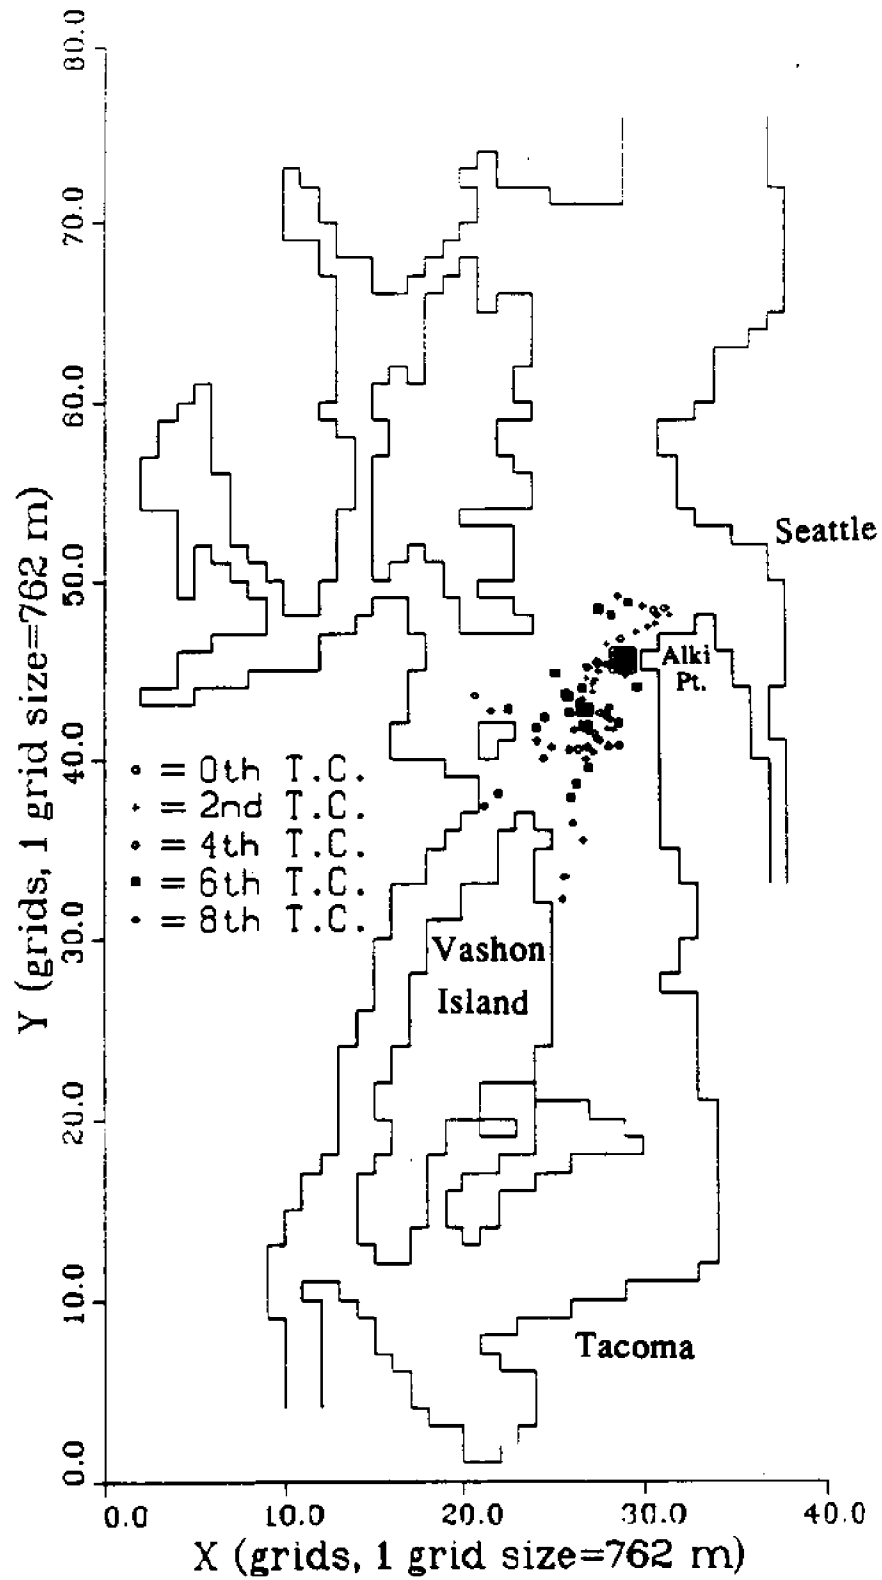 80.0
70.0
60.0
Seattle
50.0
Alki
Pt.
40.0
= 0th T.C.
= 2nd T.C.
= 4th T.C.
= 6th T.C.
= 8th T.C.
Y (grids, 1 grid size=762 m)
30.0
Vashon
Island
20.0
10.0
Tacoma
0.0
0.0 10.0 20.0 30.0 40.0
X (grids, 1 grid size=762 m)